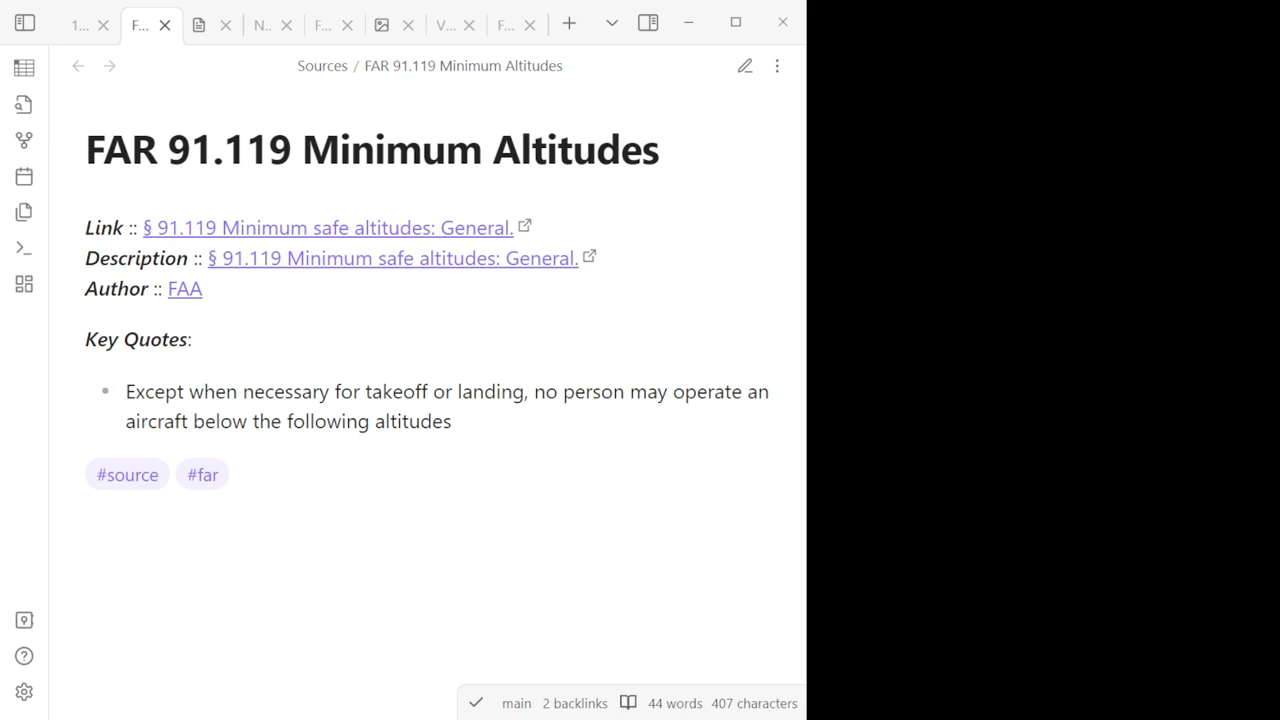 1...
F...
N..
F...
V...
F...
Sources / FAR 91.119 Minimum Altitudes
FAR 91.119 Minimum Altitudes
Link :: § 91.119 Minimum safe altitudes: General.
Description :: § 91.119 Minimum safe altitudes: General.
Author :: FAA
Key Quotes:
Except when necessary for takeoff or landing, no person may operate an
aircraft below the following altitudes
#source #far
main 2 backlinks 44 words 407 characters